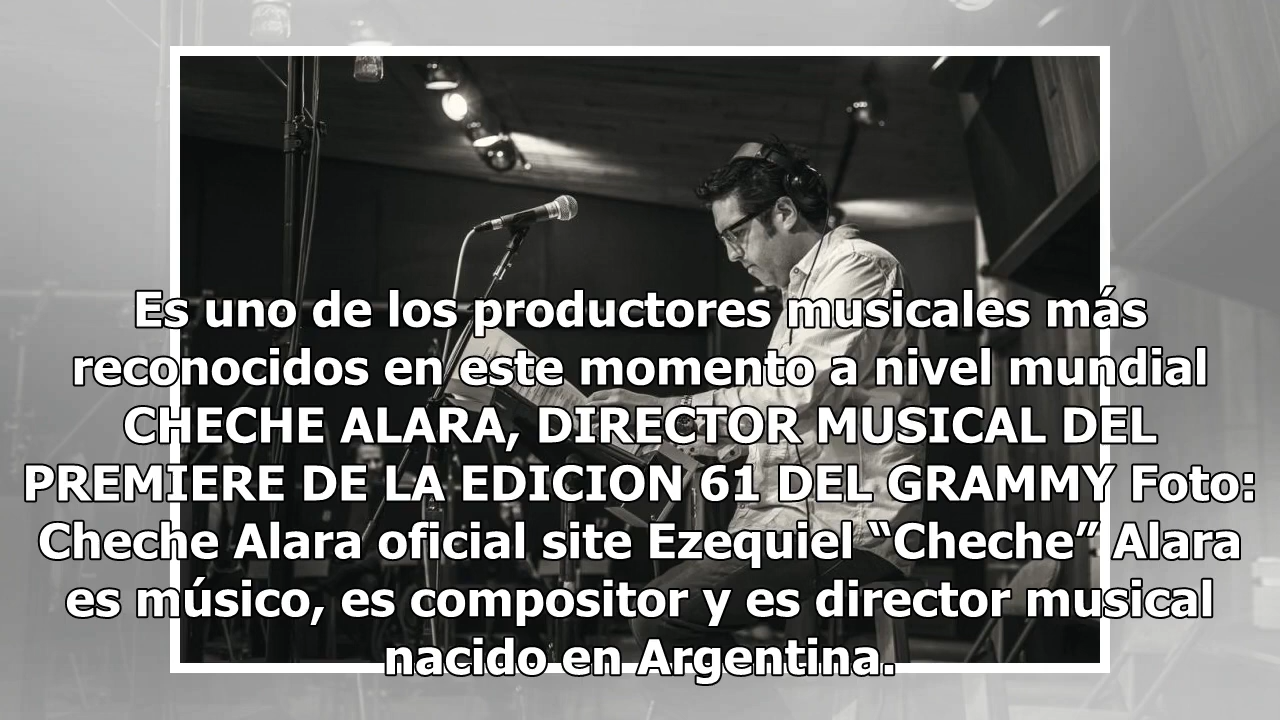 Es uno de los productores musicales más
reconocidos en este momento a nivel mundial
CHECHE ALARA, DIRECTOR MUSICAL DEL
PREMIERE DE LA EDICION 61 DEL GRAMMY Foto:
Cheche Alara oficial site Ezequiel “Cheche” Alara
es músico, es compositor y es director musical
nacido en Argentina.